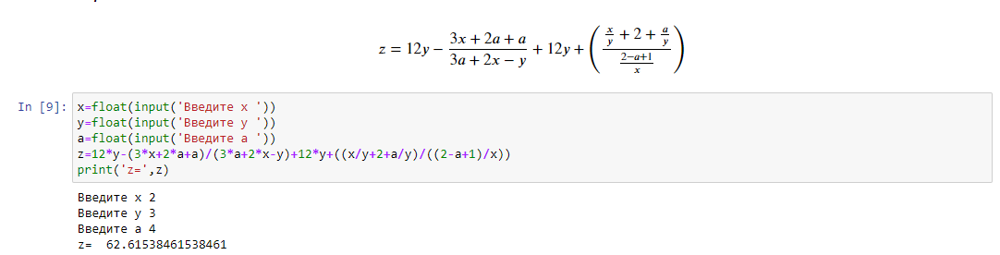 z = 12y − \frac{3x + 2a + a}{3a + 2x − y} + 12y + \left( \frac{\frac{x}{y} + 2 + \frac{a}{y}}{\frac{2−a+1}{x}} \right)
In [9]: x=float(input('Введите x '))
y=float(input('Введите y '))
a=float(input('Введите a '))
z=12*y-(3*x+2*a+a)/(3*a+2*x-y)+12*y+((x/y+2+a/y)/((2-a+1)/x))
print('z=',z)
Введите x 2
Введите y 3
Введите a 4
z=  62.61538461538461